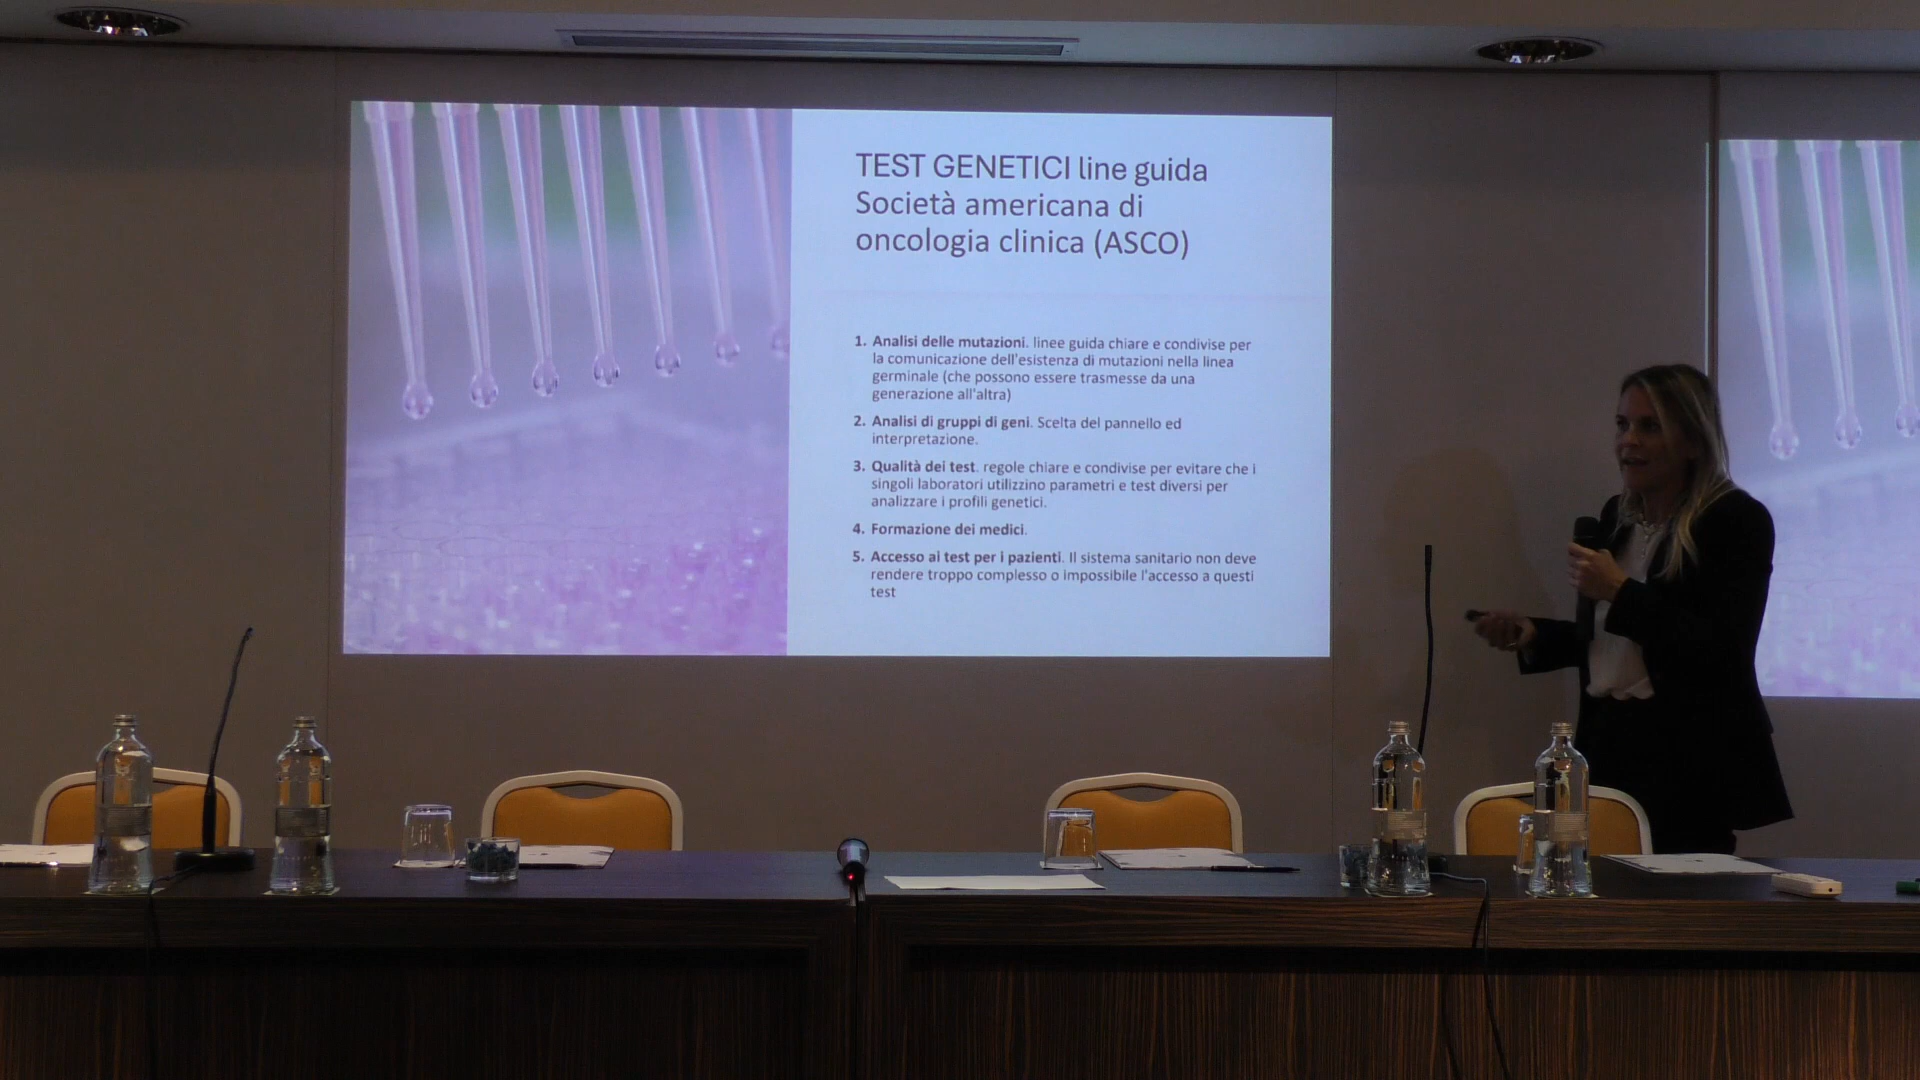 TEST GENETICI line guida
Società americana di
oncologia clinica (ASCO)
1. Analisi delle mutazioni. linee guida chiare e condivise per
la comunicazione dell'esistenza di mutazioni nella linea
germinale (che possono essere trasmesse da una
generazione all'altra)
2. Analisi di gruppi di geni. Scelta del pannello ed
interpretazione.
3. Qualità dei test. regole chiare e condivise per evitare che i
singoli laboratori utilizzino parametri e test diversi per
analizzare i profili genetici.
4. Formazione dei medici.
5. Accesso ai test per i pazienti. Il sistema sanitario non deve
rendere troppo complesso o impossibile l'accesso a questi
test